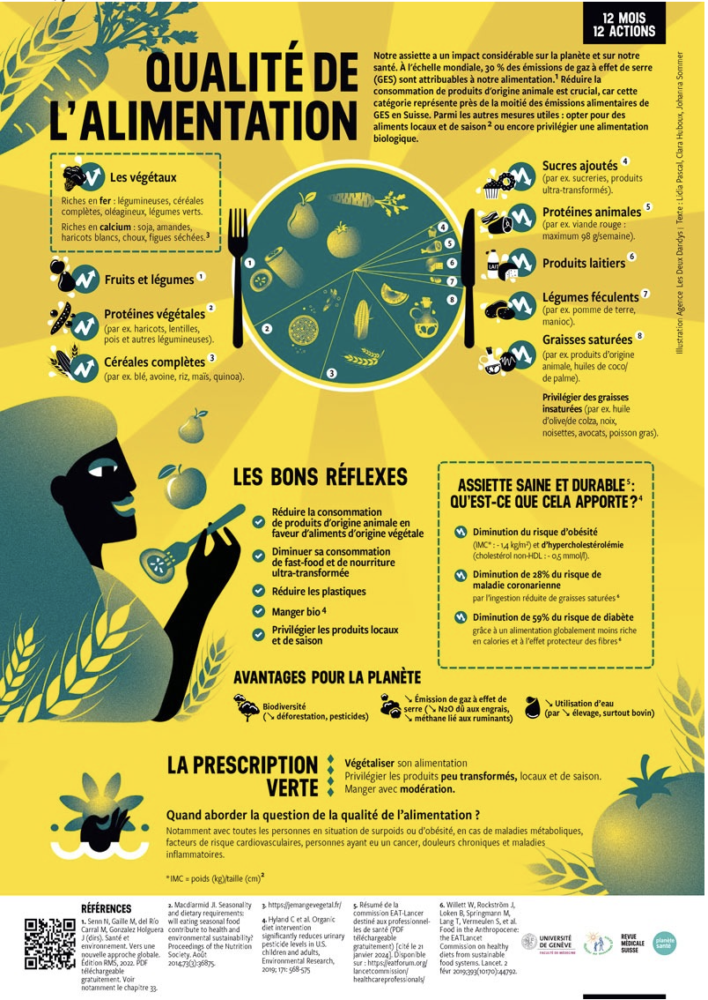 12 MOIS
12 ACTIONS
QUALITÉ DE
L'ALIMENTATION
Notre assiette a un impact considérable sur la planète et sur notre
santé. À l'échelle mondiale, 30 % des émissions de gaz à effet de serre
(GES) sont attribuables à notre alimentation.¹ Réduire la
consommation de produits d'origine animale est crucial, car cette
catégorie représente près de la moitié des émissions alimentaires de
GES en Suisse. Parmi les autres mesures utiles : opter pour des
aliments locaux et de saison² ou encore privilégier une alimentation
biologique.
Illustration Agence Les Deux Dandys | Texte : Lidia Pascal, Clara Huboux, Johanna Sommer
Les végétaux
Riches en fer : légumineuses, céréales
complètes, oléagineux, légumes verts.
Riches en calcium : soja, amandes,
haricots blancs, choux, figues séchées.³
Fruits et légumes ¹
Protéines végétales ²
(par ex. haricots, lentilles,
pois et autres légumineuses).
Céréales complètes ³
(par ex. blé, avoine, riz, maïs, quinoa).
1
2
3
4
5
6
7
8
Sucres ajoutés ⁴
(par ex. sucreries, produits
ultra-transformés).
Protéines animales ⁵
(par ex. viande rouge :
maximum 98 g/semaine).
LAIT
Produits laitiers ⁶
Légumes féculents ⁷
(par ex. pomme de terre,
manioc).
Graisses saturées ⁸
(par ex. produits d'origine
animale, huiles de coco/
de palme).
Privilégier des graisses
insaturées (par ex. huile
d'olive/de colza, noix,
noisettes, avocats, poisson gras).
LES BONS RÉFLEXES
Réduire la consommation
de produits d'origine animale en
faveur d'aliments d'origine végétale
Diminuer sa consommation
de fast-food et de nourriture
ultra-transformée
Réduire les plastiques
Manger bio⁴
Privilégier les produits locaux
et de saison
ASSIETTE SAINE ET DURABLE⁵:
QU'EST-CE QUE CELA APPORTE?⁴
Diminution du risque d'obésité
(IMC* : - 1,4 kg/m²) et d'hypercholestérolémie
(cholestérol non-HDL : - 0,5 mmol/l).
Diminution de 28% du risque de
maladie coronarienne
par l'ingestion réduite de graisses saturées⁶
Diminution de 59% du risque de diabète
grâce à un alimentation globalement moins riche
en calories et à l'effet protecteur des fibres⁶
AVANTAGES POUR LA PLANÈTE
Biodiversité
(↘ déforestation, pesticides)
↘ Émission de gaz à effet de
serre (↘ N2O dû aux engrais,
↘ méthane lié aux ruminants)
↘ Utilisation d'eau
(par ↘ élevage, surtout bovin)
LA PRESCRIPTION
VERTE
Végétaliser son alimentation
Privilégier les produits peu transformés, locaux et de saison.
Manger avec modération.
Quand aborder la question de la qualité de l'alimentation ?
Notamment avec toutes les personnes en situation de surpoids ou d'obésité, en cas de maladies métaboliques,
facteurs de risque cardiovasculaires, personnes ayant eu un cancer, douleurs chroniques et maladies
inflammatoires.
*IMC = poids (kg)/taille (cm)²
RÉFÉRENCES
1. Senn N, Gaille M, del Río
Carral M, Gonzalez Holguera
J (dirs). Santé et
environnement. Vers une
nouvelle approche globale.
Édition RMS, 2022. PDF
téléchargeable
gratuitement. Voir
notamment le chapitre 33.
2. Macdiarmid JI. Seasonality
and dietary requirements:
will eating seasonal food
contribute to health and
environmental sustainability?
Proceedings of the Nutrition
Society. Août
2014;73(3):36875.
3. https://jemangevegetal.fr/
4. Hyland C et al. Organic
diet intervention
significantly reduces urinary
pesticide levels in U.S.
children and adults,
Environmental Research,
2019; 171: 568-575
5. Résumé de la
commission EAT-Lancer
destiné aux professionnel-
les de santé (PDF
téléchargeable
gratuitement) [cité le 21
janvier 2024]. Disponible
sur : https://eatforum.org/
lancetcommission/
healthcareprofessionals/
6. Willett W, Rockström J,
Loken B, Springmann M,
Lang T, Vermeulen S, et al.
Food in the Anthropocene:
the EATLancet
Commission on healthy
diets from sustainable
food systems. Lancet. 2
févr 2019;393(10170):44792.
UNIVERSITÉ
DE GENÈVE
FACULTÉ DE MÉDECINE
REVUE
MÉDICALE
SUISSE
planète
santé